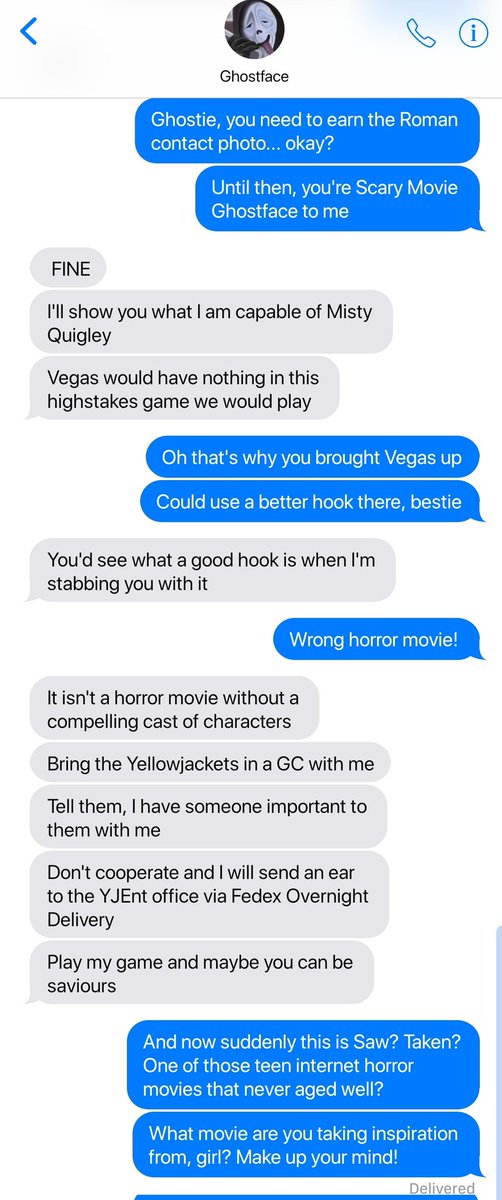 Ghostface
Ghostie, you need to earn the Roman
contact photo... okay?
Until then, you're Scary Movie
Ghostface to me
FINE
I'll show you what I am capable of Misty
Quigley
Vegas would have nothing in this
highstakes game we would play
Oh that's why you brought Vegas up
Could use a better hook there, bestie
You'd see what a good hook is when I'm
stabbing you with it
Wrong horror movie!
It isn't a horror movie without a
compelling cast of characters
Bring the Yellowjackets in a GC with me
Tell them, I have someone important to
them with me
Don't cooperate and I will send an ear
to the YJEnt office via Fedex Overnight
Delivery
Play my game and maybe you can be
saviours
And now suddenly this is Saw? Taken?
One of those teen internet horror
movies that never aged well?
What movie are you taking inspiration
from, girl? Make up your mind!
Delivered